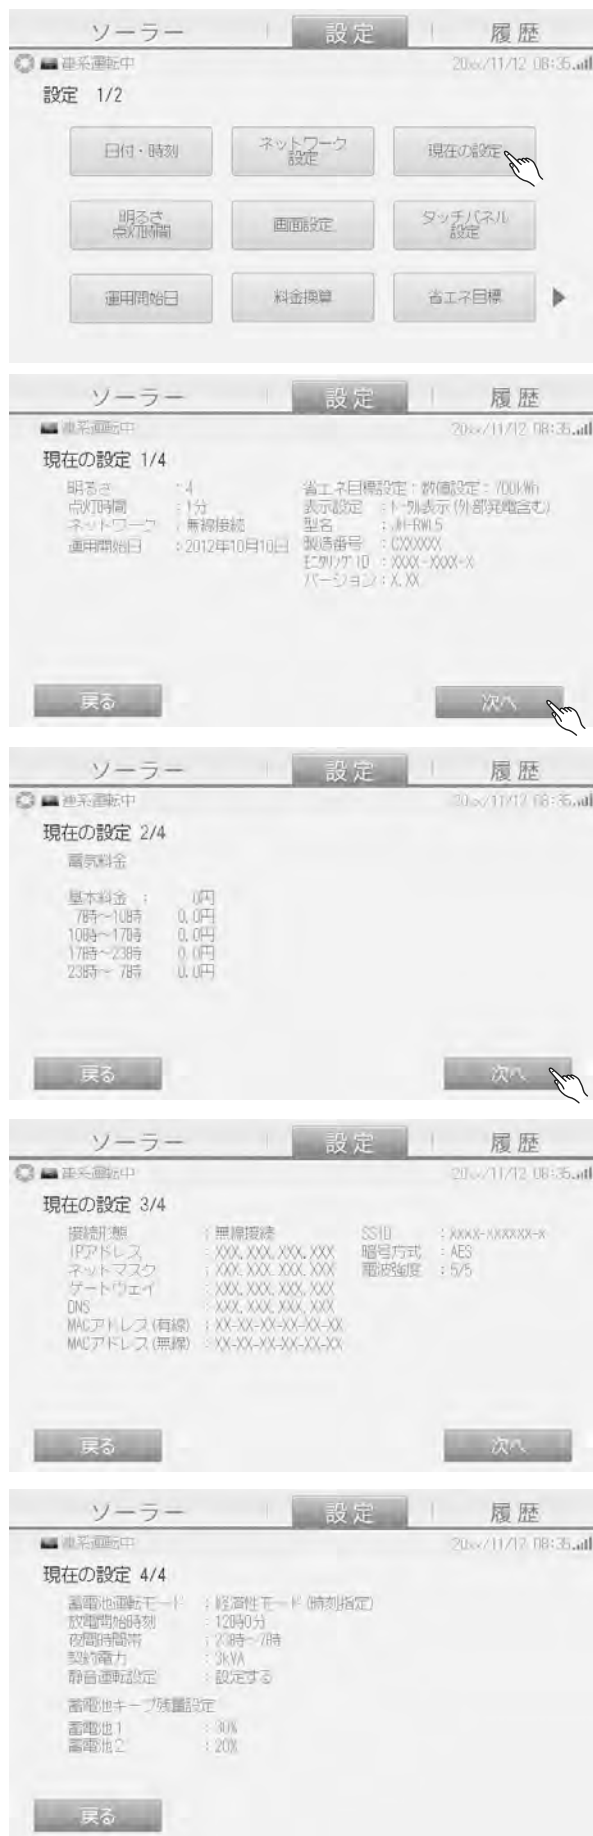 ソーラー 設定 履歴
連系運転中 20xx/11/12 08:35
設定 1/2
日付・時刻 ネットワーク設定 現在の設定
明るさ点灯時間 画面設定 タッチパネル設定
運用開始日 料金換算 省エネ目標
ソーラー 設定 履歴
連系運転中 20xx/11/12 08:35
現在の設定 1/4
明るさ :4 省エネ目標設定:数値設定:700kWh
点灯時間 :1分 表示設定 :トータル表示(外部発電含む)
ネットワーク :無線接続 型名 :JH-RWL5
運用開始日 :2012年10月10日 製造番号 :CXXXXX
モニタリングID :XXXX-XXXX-X
バージョン:X.XX
戻る 次へ
ソーラー 設定 履歴
連系運転中 20xx/11/12 08:35
現在の設定 2/4
電気料金
基本料金 : 0円
7時~10時 0.0円
10時~17時 0.0円
17時~23時 0.0円
23時~ 7時 0.0円
戻る 次へ
ソーラー 設定 履歴
連系運転中 20xx/11/12 08:35
現在の設定 3/4
接続形態 :無線接続 SSID :XXXX-XXXXXX-X
IPアドレス :XXX.XXX.XXX.XXX 暗号方式 :AES
ネットマスク :XXX.XXX.XXX.XXX 電波強度 :5/5
ゲートウェイ :XXX.XXX.XXX.XXX
DNS :XXX.XXX.XXX.XXX
MACアドレス(有線) :XX-XX-XX-XX-XX-XX
MACアドレス(無線) :XX-XX-XX-XX-XX-XX
戻る 次へ
ソーラー 設定 履歴
連系運転中 20xx/11/12 08:35
現在の設定 4/4
蓄電池運転モード :経済性モード(時刻指定)
放電開始時刻 :12時0分
夜間時間帯 :23時~7時
契約電力 :3kVA
静音運転設定 :設定する
蓄電池キープ残量設定
蓄電池1 :30%
蓄電池2 :20%
戻る